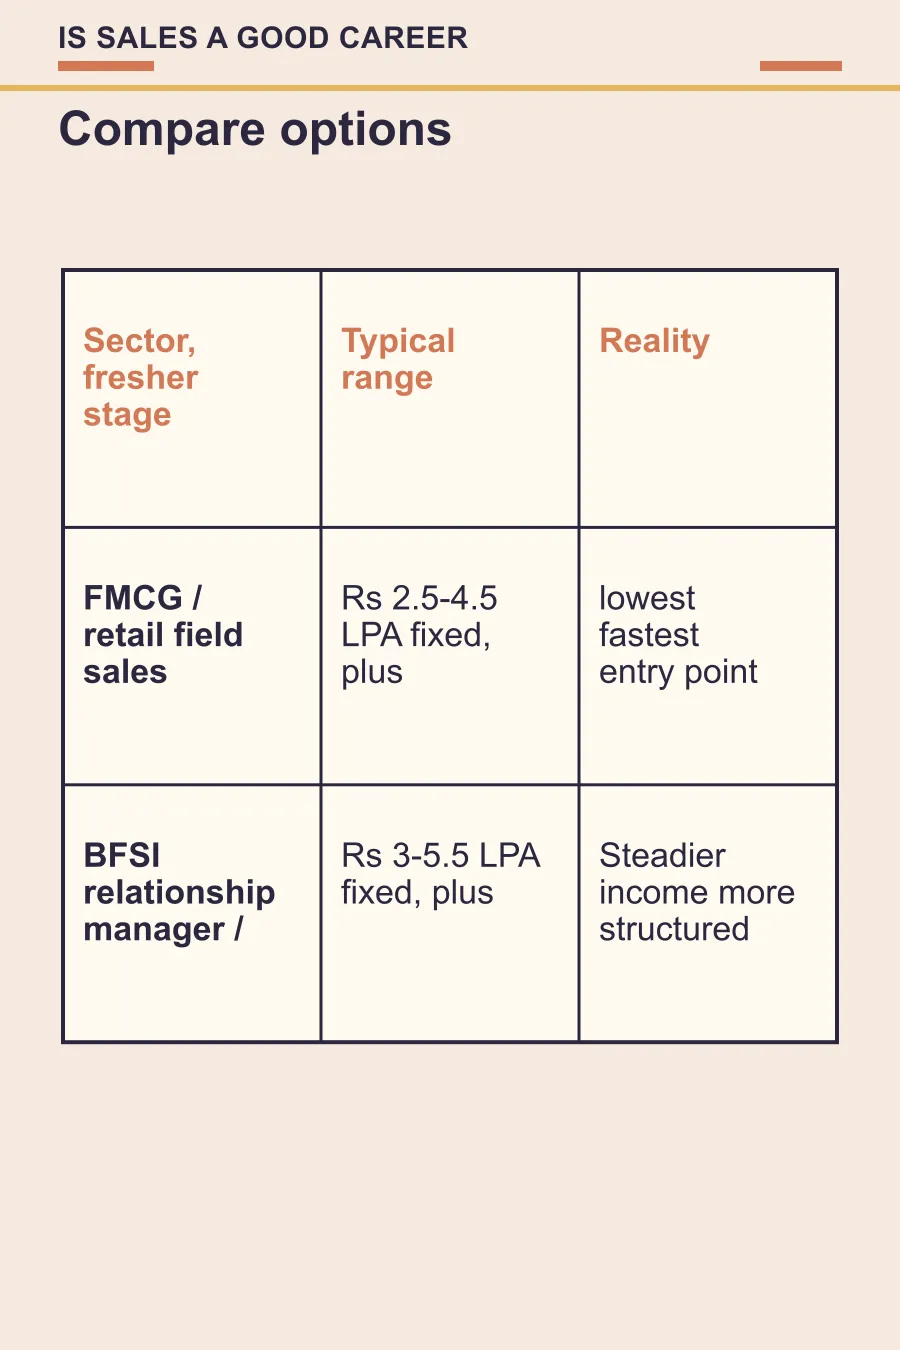 IS SALES A GOOD CAREER
Compare options
Sector,
fresher
stage
Typical
range
Reality
FMCG /
retail field
sales
Rs 2.5-4.5
LPA fixed,
plus
lowest
fastest
entry point
BFSI
relationship
manager /
Rs 3-5.5 LPA
fixed, plus
Steadier
income more
structured